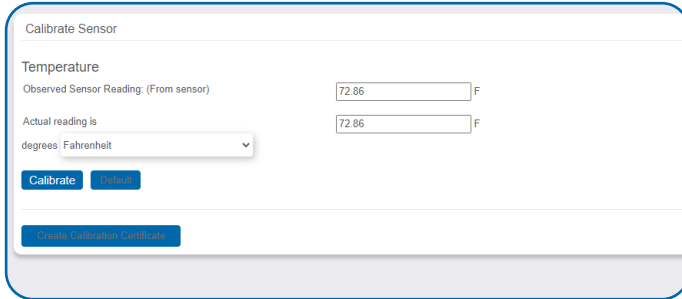 Calibrate Sensor
Temperature
Observed Sensor Reading: (From sensor) 72.86 F
Actual reading is 72.86 F
degrees Fahrenheit
Calibrate Default
Create Calibration Certificate